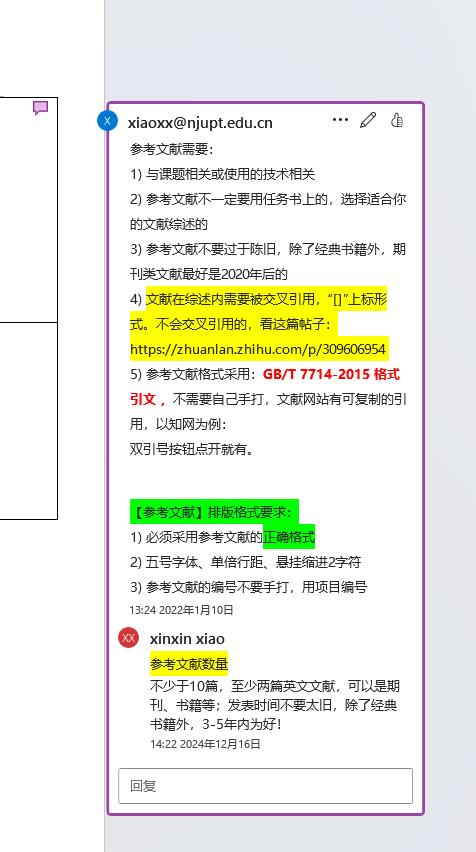 X
xiaoxx@njupt.edu.cn
参考文献需要：
1) 与课题相关或使用的技术相关
2) 参考文献不一定要用任务书上的，选择适合你
的文献综述的
3) 参考文献不要过于陈旧，除了经典书籍外，期
刊类文献最好是2020年后的
4) 文献在综述内需要被交叉引用，“[]”上标形
式。不会交叉引用的，看这篇帖子：
https://zhuanlan.zhihu.com/p/309606954
5) 参考文献格式采用：GB/T 7714-2015 格式
引文 ，不需要自己手打，文献网站有可复制的引
用，以知网为例：
双引号按钮点开就有。
【参考文献】排版格式要求：
1) 必须采用参考文献的正确格式
2) 五号字体、单倍行距、悬挂缩进2字符
3) 参考文献的编号不要手打，用项目编号
13:24 2022年1月10日
XX
xinxin xiao
参考文献数量
不少于10篇，至少两篇英文文献，可以是期
刊、书籍等；发表时间不要太旧，除了经典
书籍外，3-5年内为好！
14:22 2024年12月16日
回复